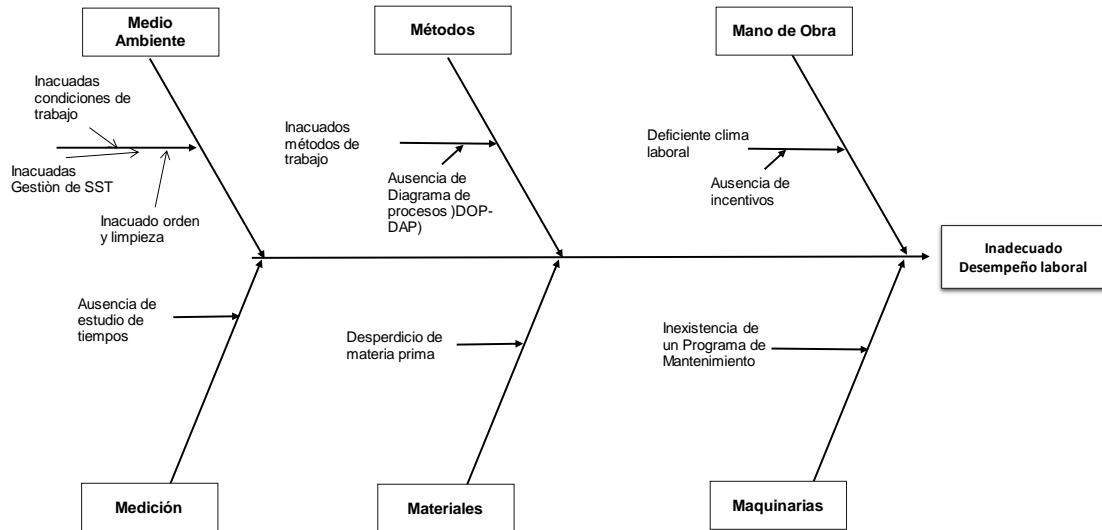 Medio
Ambiente
Métodos
Mano de Obra
Inacuadas
condiciones de
trabajo
Inacuadas
Gestiòn de SST
Inacuado orden
y limpieza
Inacuados
métodos de
trabajo
Ausencia de
Diagrama de
procesos )DOP-
DAP)
Deficiente clima
laboral
Ausencia de
incentivos
Inadecuado
Desempeño laboral
Ausencia de
estudio de
tiempos
Desperdicio de
materia prima
Inexistencia de
un Programa de
Mantenimiento
Medición
Materiales
Maquinarias